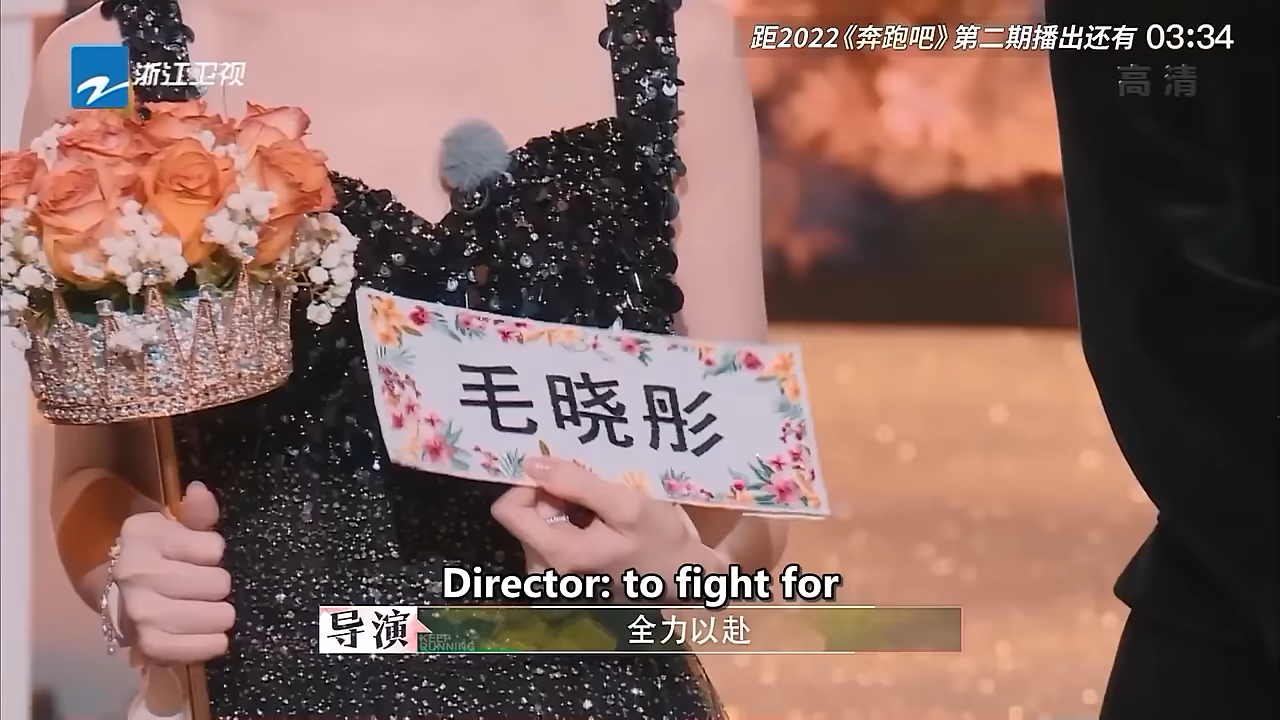 浙江卫视
距2022《奔跑吧》第二期播出还有 03:34
高清
毛晓彤
Director: to fight for
导演
KEEP RUNNING
全力以赴